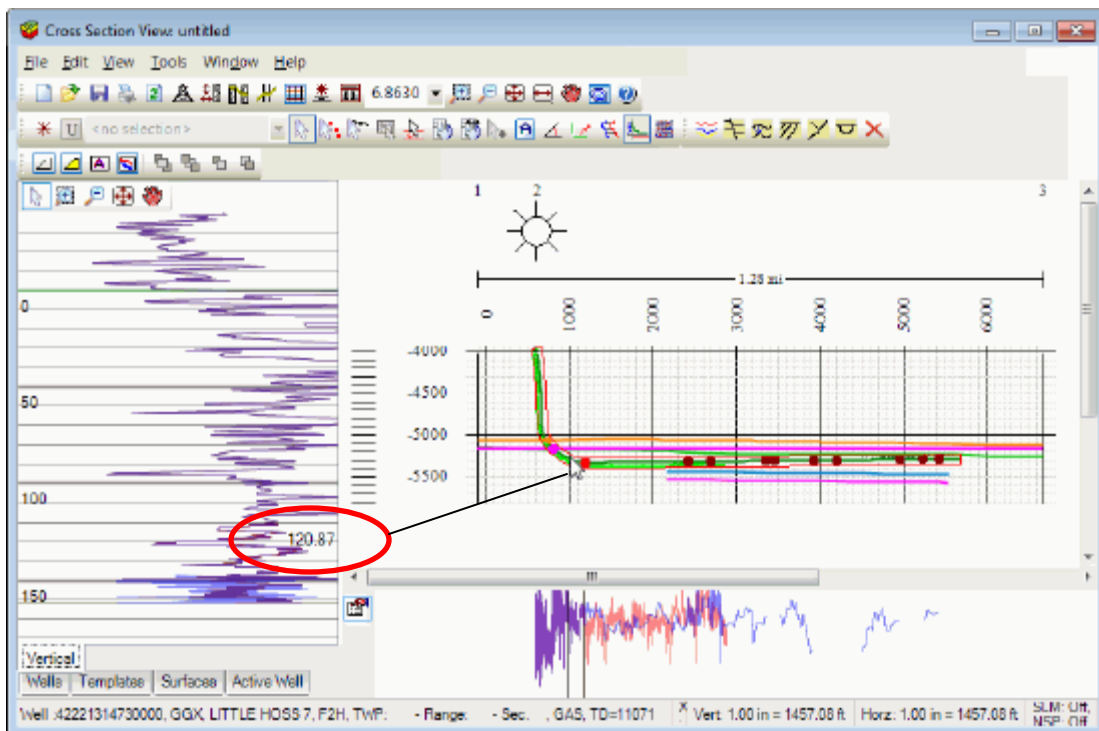 Cross Section View: untitled
File Edit View Tools Window Help
6.8630
U <no selection> A
A
1 2 3
1.28 mi
0 1000 2000 3000 4000 5000 6000
0
50
100
120.87
150
-4000
-4500
-5000
-5500
Vertical
Wells Templates Surfaces Active Well
Well :42221314730000, GGX, LITTLE HOSS 7, F2H, TWP: - Range: - Sec. , GAS, TD=11071 X Vert: 1.00 in = 1457.08 ft Horz: 1.00 in = 1457.08 ft SLM: Off, NSP: Off